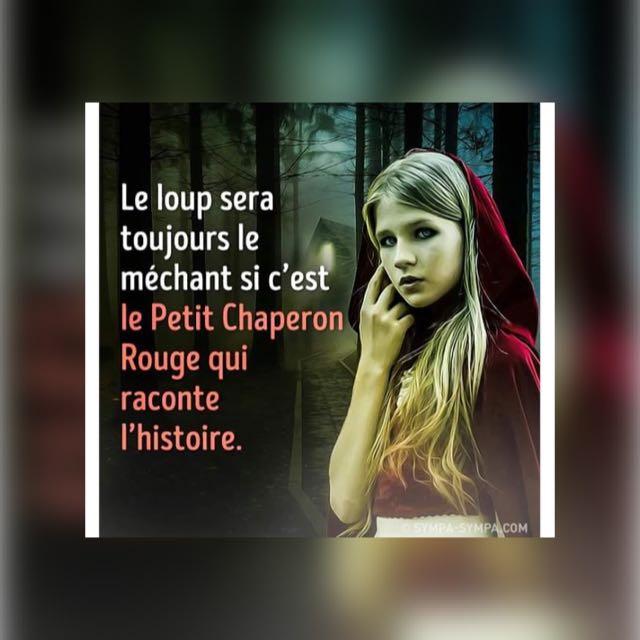 Le loup sera
toujours le
méchant si c'est
le Petit Chaperon
Rouge qui
raconte
l'histoire.
© SYMPA-SYMPA.COM